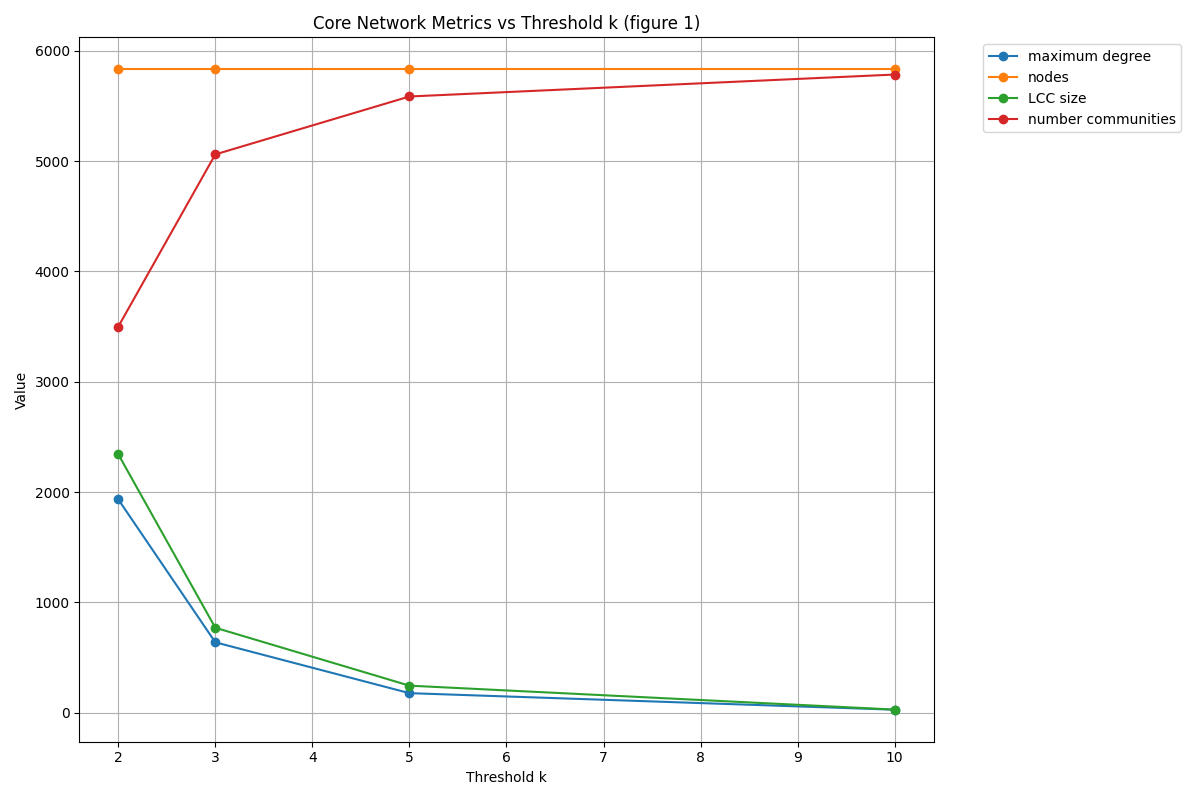 Core Network Metrics vs Threshold k (figure 1)
maximum degree
nodes
LCC size
number communities
6000
5000
4000
3000
2000
1000
0
Value
2 3 4 5 6 7 8 9 10
Threshold k